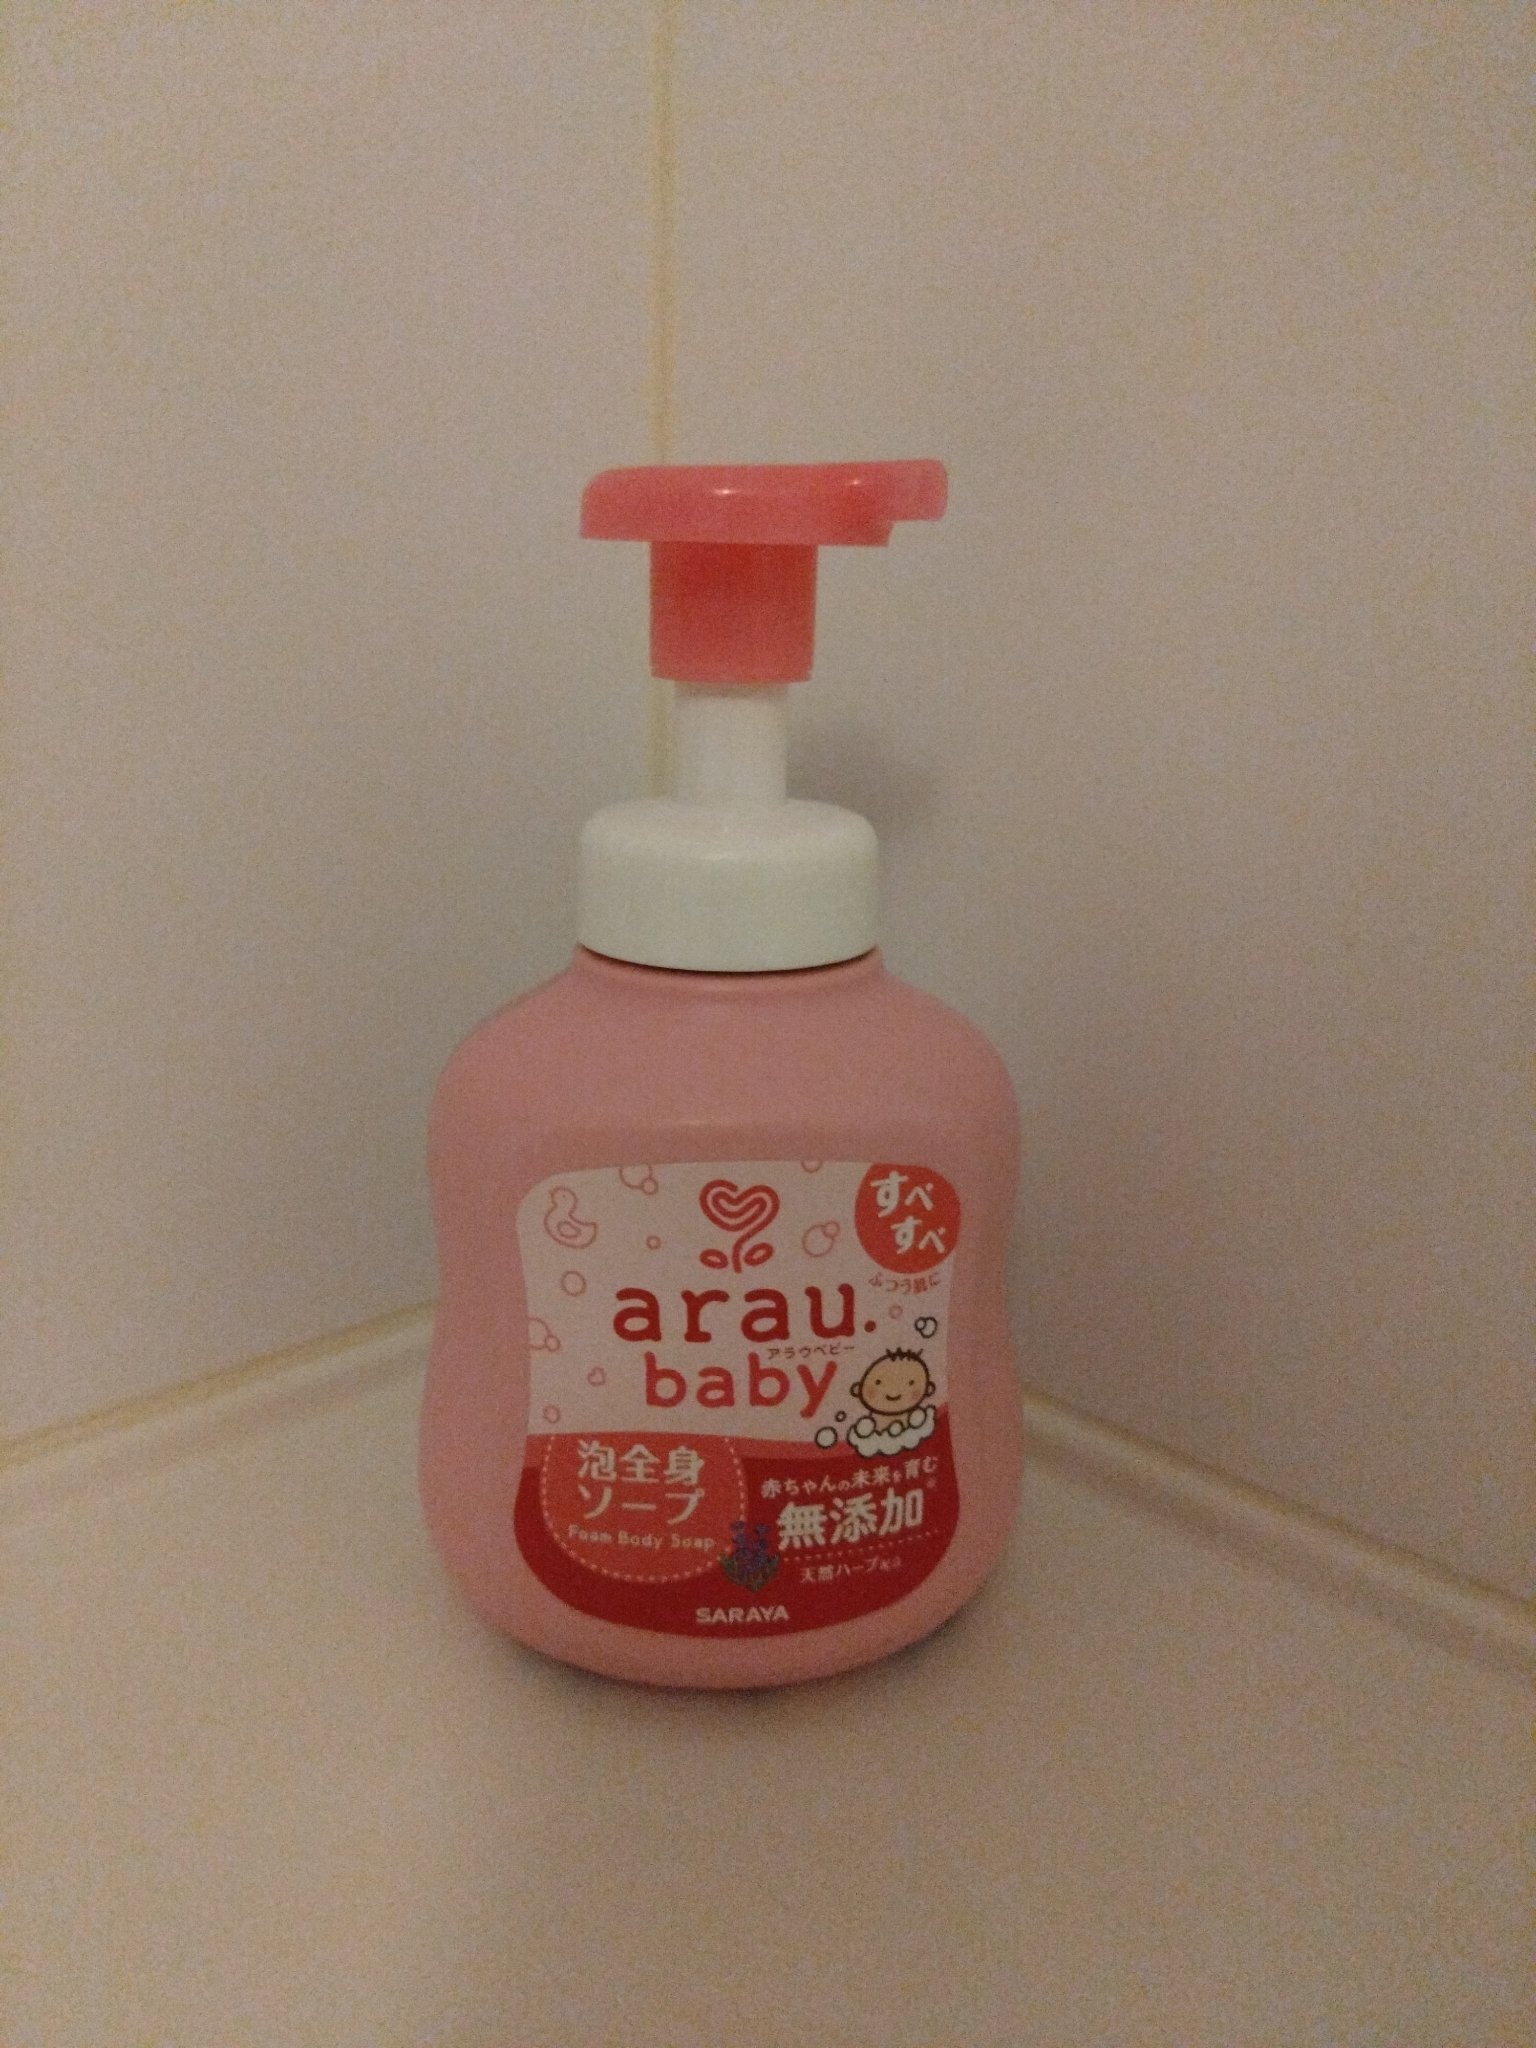 すべ
すべ
ふつう肌に
arau.
アラウベビー
baby
泡全身
ソープ
Foam Body Soap
赤ちゃんの未来を育む
無添加
天然ハーブ配合
SARAYA